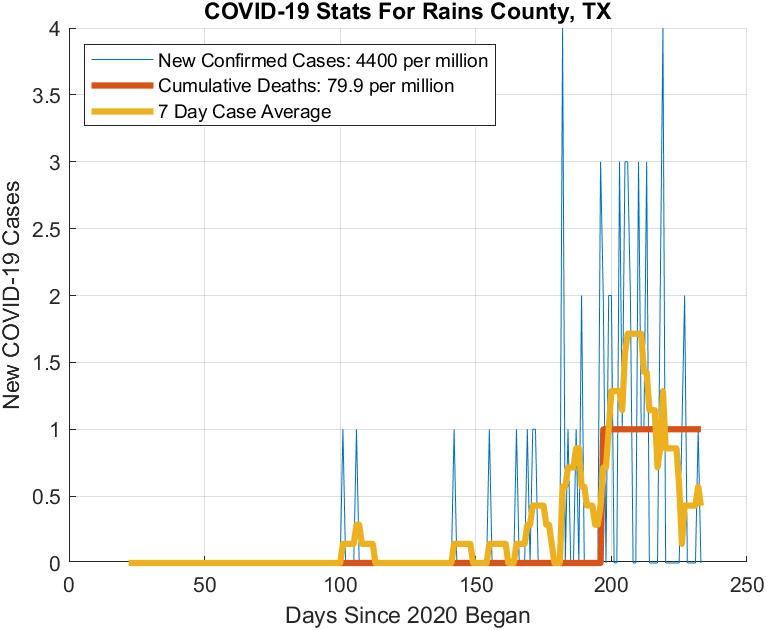 COVID-19 Stats For Rains County, TX
New Confirmed Cases: 4400 per million
Cumulative Deaths: 79.9 per million
7 Day Case Average
New COVID-19 Cases
4
3.5
3
2.5
2
1.5
1
0.5
0
0 50 100 150 200 250
Days Since 2020 Began